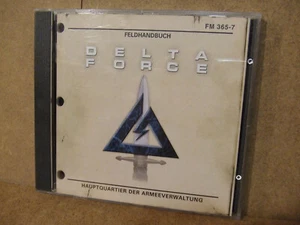 FM 365-7
FELDHANDBUCH
DELTA
FORCE
HAUPTQUARTIER DER ARMEEVERWALTUNG